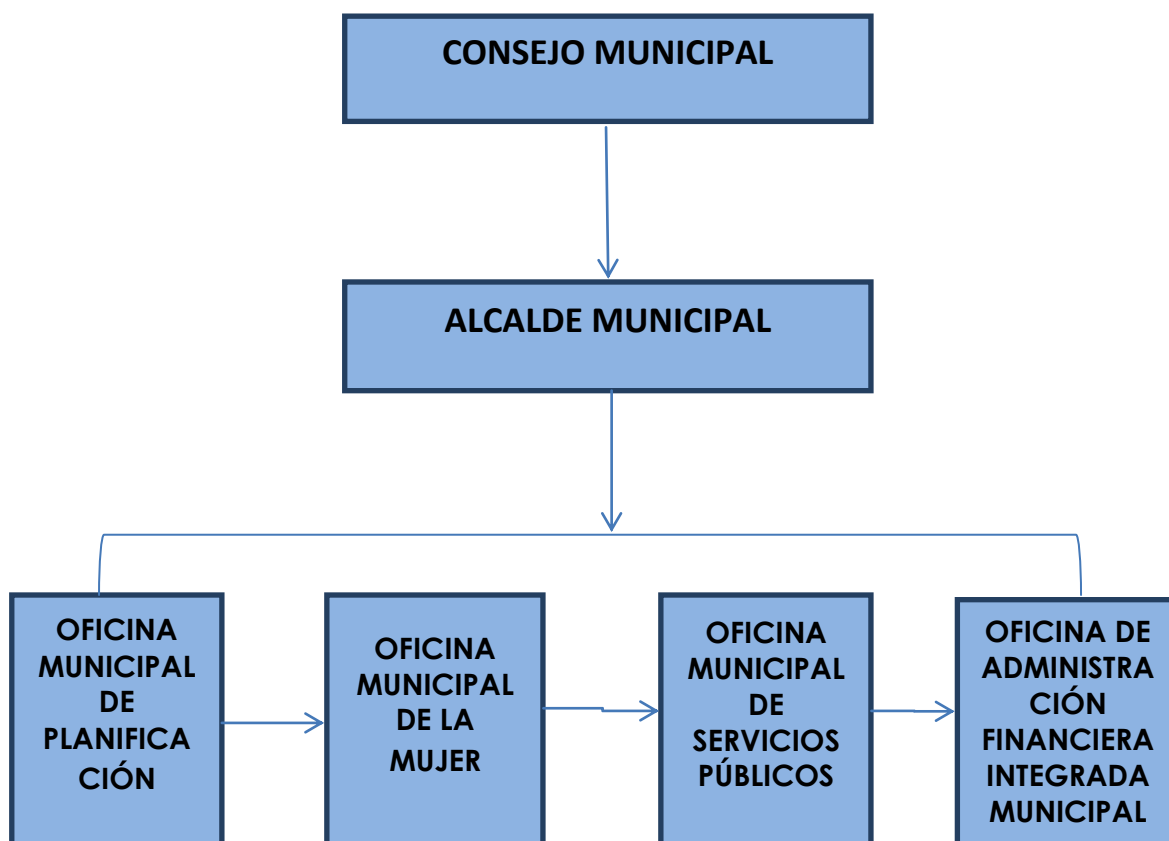 CONSEJO MUNICIPAL
ALCALDE MUNICIPAL
OFICINA
MUNICIPAL
DE
PLANIFICA
CIÓN
OFICINA
MUNICIPAL
DE LA
MUJER
OFICINA
MUNICIPAL
DE
SERVICIOS
PÚBLICOS
OFICINA DE
ADMINISTRA
CIÓN
FINANCIERA
INTEGRADA
MUNICIPAL